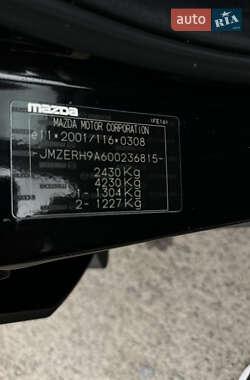 AUTO.RIA
mazda
MAZDA MOTOR CORPORATION
e11*2001/116*0308
-JMZERH9A600236815-
2430 Kg
4230 Kg
1- 1304 Kg
2- 1227 Kg